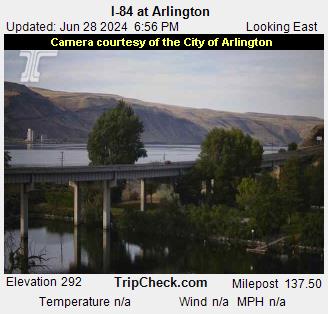 I-84 at Arlington
Updated: Jun 28 2024 6:56 PM Looking East
Camera courtesy of the City of Arlington
Elevation 292 TripCheck.com Milepost 137.50
Temperature n/a Wind n/a MPH n/a